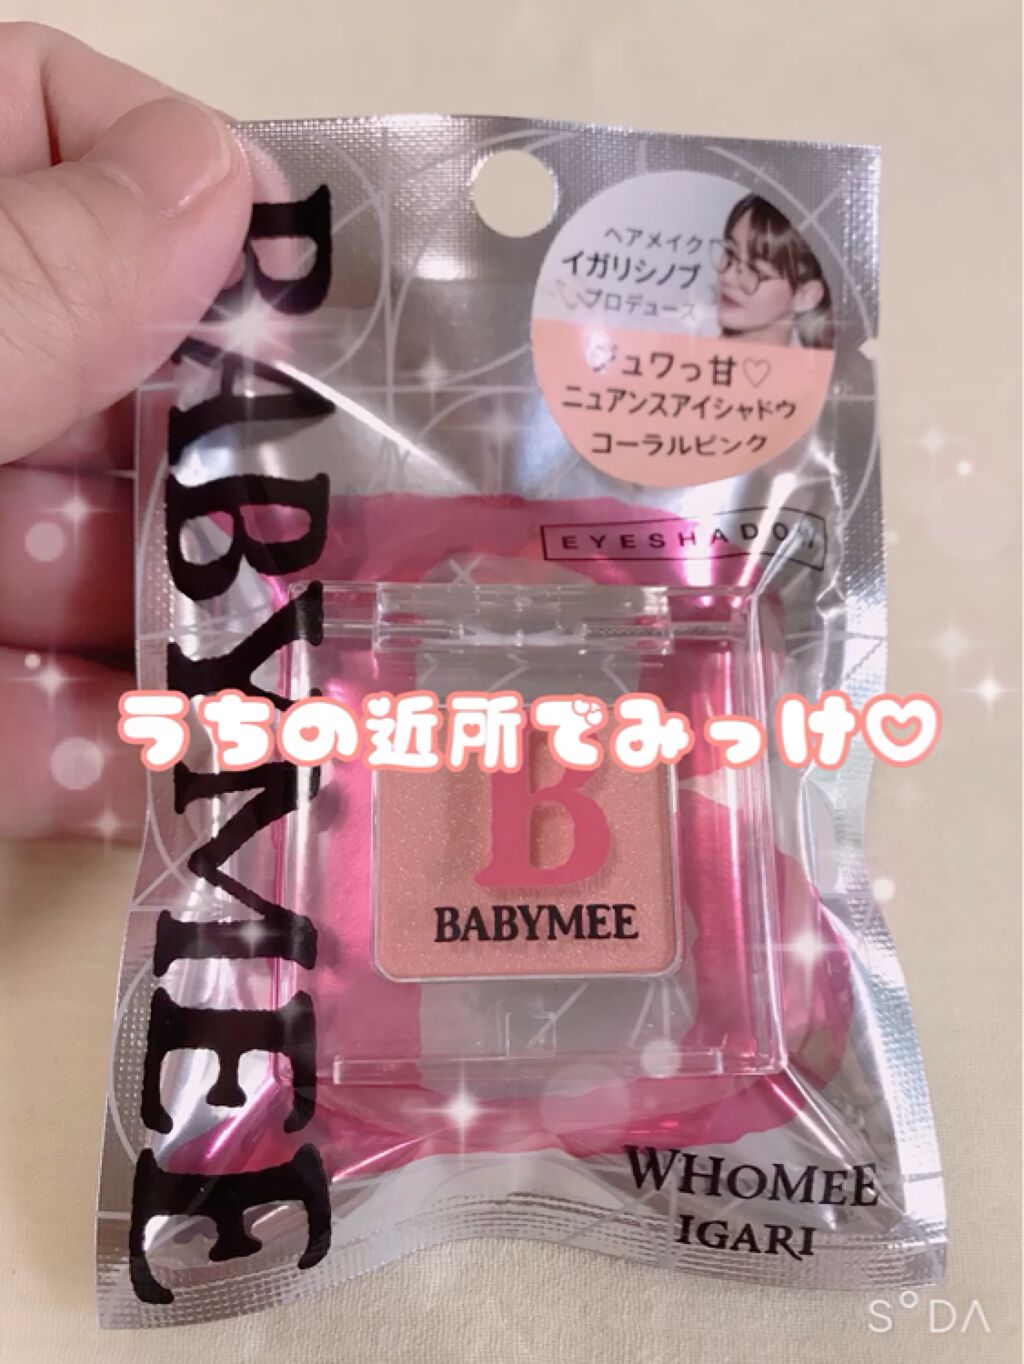 BABYMEE
ヘアメイク
イガリシノブ
プロデュース
ジュワっ甘♡
ニュアンスアイシャドウ
コーラルピンク
EYESHADOW
うちの近所でみっけ♡
B
BABYMEE
WHOMEE
IGARI
SODA